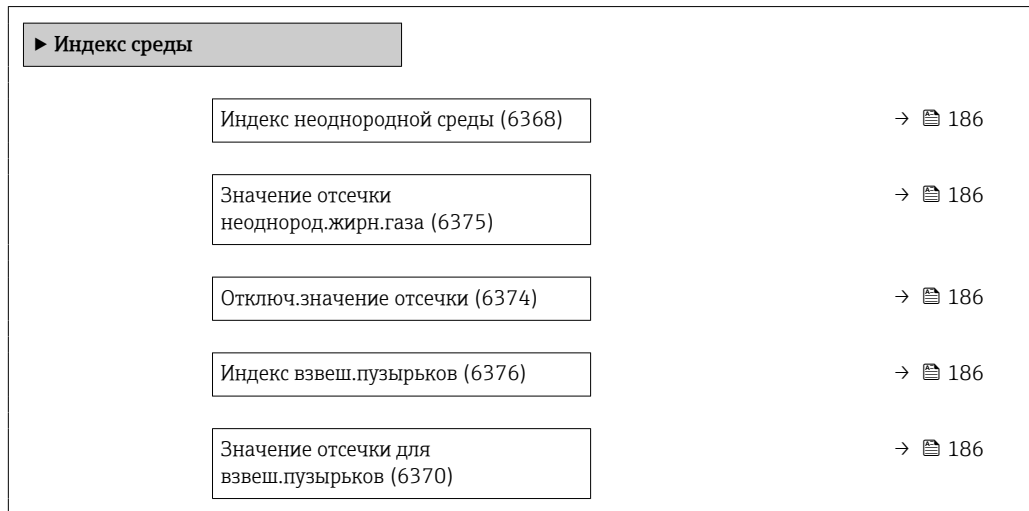 ► Индекс среды
Индекс неоднородной среды (6368) → 186
Значение отсечки → 186
неоднород.жирн.газа (6375)
Отключ.значение отсечки (6374) → 186
Индекс взвеш.пузырьков (6376) → 186
Значение отсечки для → 186
взвеш.пузырьков (6370)